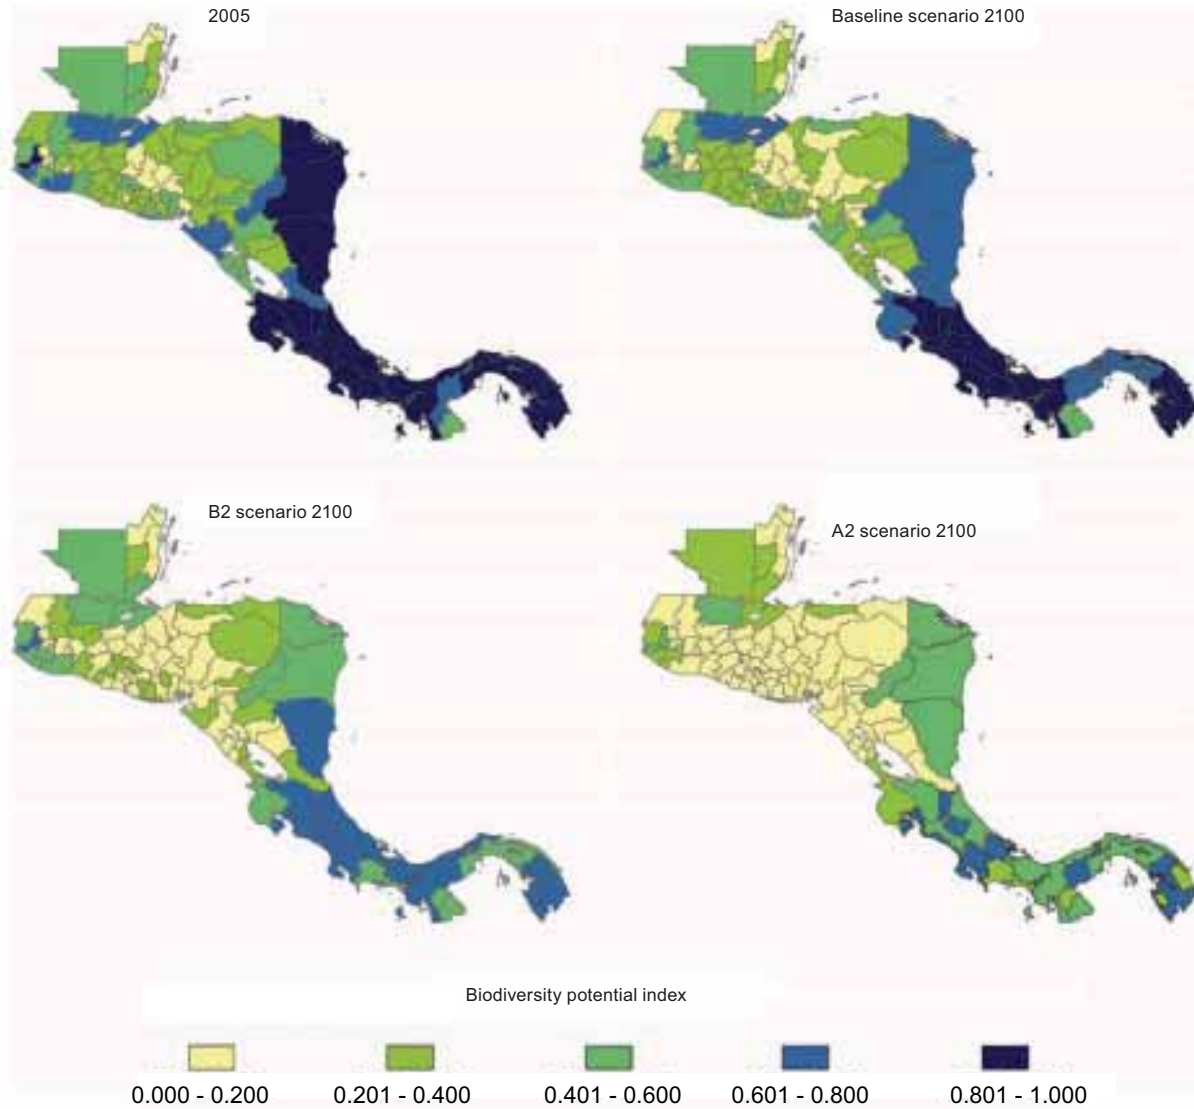 2005
Baseline scenario 2100
B2 scenario 2100
A2 scenario 2100
Biodiversity potential index
0.000 - 0.200
0.201 - 0.400
0.401 - 0.600
0.601 - 0.800
0.801 - 1.000